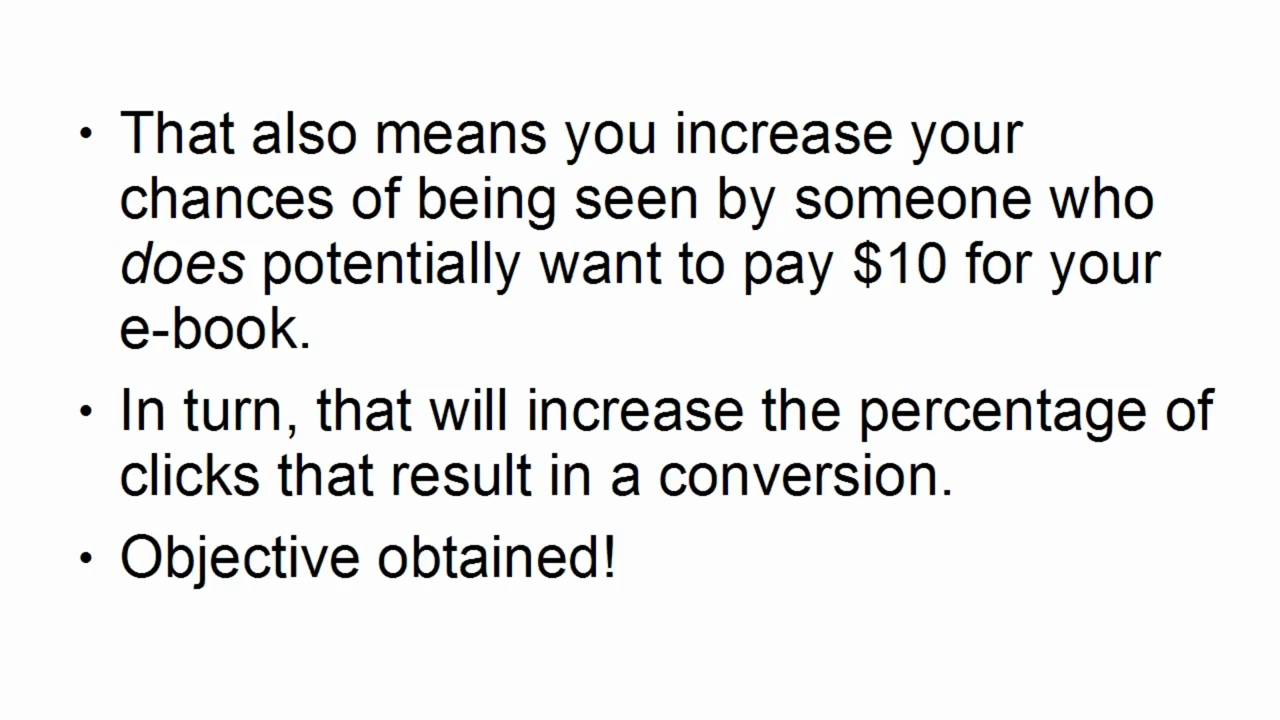 • That also means you increase your
chances of being seen by someone who
does potentially want to pay $10 for your
e-book.
• In turn, that will increase the percentage of
clicks that result in a conversion.
• Objective obtained!